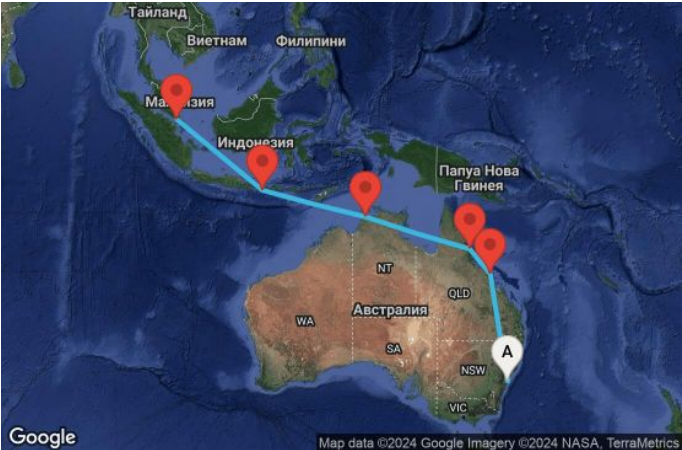 Тайланд
Виетнам
Филипини
Малайзия
Индонезия
Папуа Нова
Гвинея
NT
QLD
Австралия
WA
SA
A
NSW
VIC
Google
Map data ©2024 Google Imagery ©2024 NASA, TerraMetrics